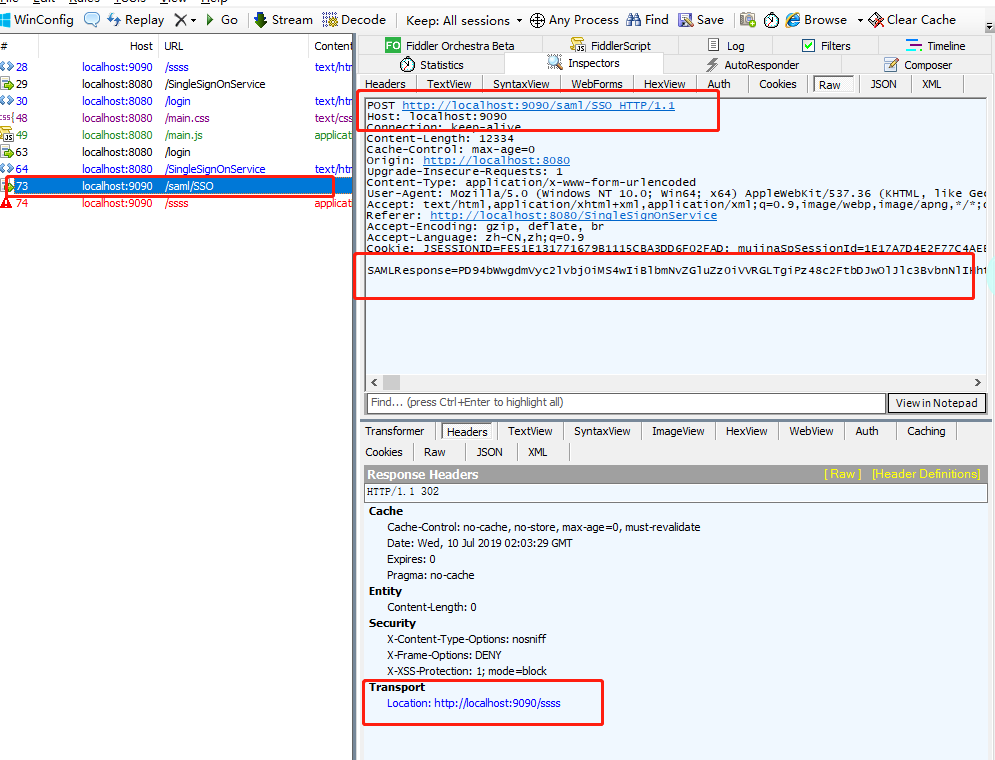 WinConfig Replay Go Stream Decode Keep: All sessions Any Process Find Save Browse Clear Cache
# Host URL Content
28 localhost:9090 /ssss text/htm
29 localhost:8080 /SingleSignOnService
30 localhost:8080 /login text/htm
48 localhost:8080 /main.css text/css
49 localhost:8080 /main.js applicat
63 localhost:8080 /login
64 localhost:8080 /SingleSignOnService text/htm
73 localhost:9090 /saml/SSO
74 localhost:9090 /ssss applicat
FO Fiddler Orchestra Beta FiddlerScript Log Filters Timeline
Statistics Inspectors AutoResponder Composer
Headers TextView SyntaxView WebForms HexView Auth Cookies Raw JSON XML
POST http://localhost:9090/saml/SSO HTTP/1.1
Host: localhost:9090
Connection: keep-alive
Content-Length: 12334
Cache-Control: max-age=0
Origin: http://localhost:8080
Upgrade-Insecure-Requests: 1
Content-Type: application/x-www-form-urlencoded
User-Agent: Mozilla/5.0 (Windows NT 10.0; Win64; x64) AppleWebKit/537.36 (KHTML, like Gec
Accept: text/html,application/xhtml+xml,application/xml;q=0.9,image/webp,image/apng,*/*;
Referer: http://localhost:8080/SingleSignOnService
Accept-Encoding: gzip, deflate, br
Accept-Language: zh-CN,zh;q=0.9
Cookie: JSESSIONID=FE51E131771679B1115CBA3DD6F02FAD; mujinaSpSessionId=1E17A7D4E2F77C4AEE
SAMLResponse=PD94bWwgdmVyc2lvbj0iMS4wIiBlbmNvZGluZz0iVVRGLTgiPz48c2FtbDJwOlJlc3BvbnNlI
Find... (press Ctrl+Enter to highlight all) View in Notepad
Transformer Headers TextView SyntaxView ImageView HexView WebView Auth Caching
Cookies Raw JSON XML
Response Headers [ Raw ] [Header Definitions]
HTTP/1.1 302
Cache
Cache-Control: no-cache, no-store, max-age=0, must-revalidate
Date: Wed, 10 Jul 2019 02:03:29 GMT
Expires: 0
Pragma: no-cache
Entity
Content-Length: 0
Security
X-Content-Type-Options: nosniff
X-Frame-Options: DENY
X-XSS-Protection: 1; mode=block
Transport
Location: http://localhost:9090/ssss